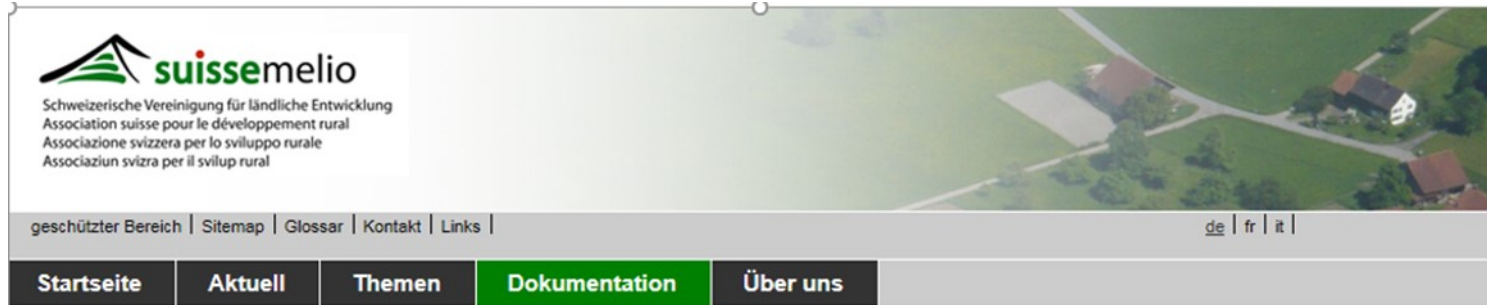 suissemelio
Schweizerische Vereinigung für ländliche Entwicklung
Association suisse pour le développement rural
Associazione svizzera per lo sviluppo rurale
Associaziun svizra per il svilup rural
geschützter Bereich | Sitemap | Glossar | Kontakt | Links | de | fr | it |
Startseite Aktuell Themen Dokumentation Über uns